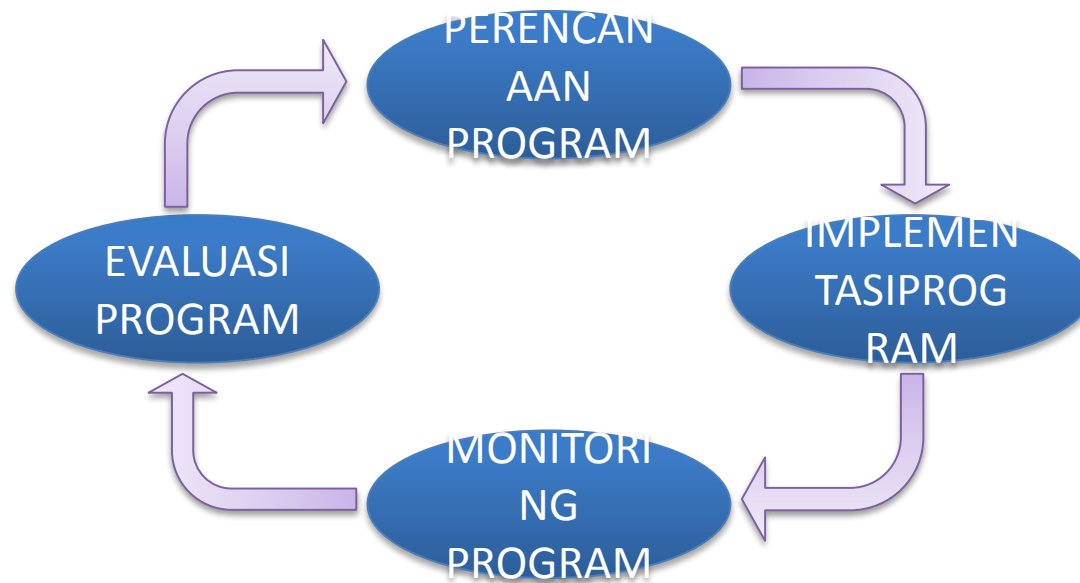 PERENCAN
AAN
PROGRAM
EVALUASI
PROGRAM
IMPLEMEN
TASIPROG
RAM
MONITORI
NG
PROGRAM